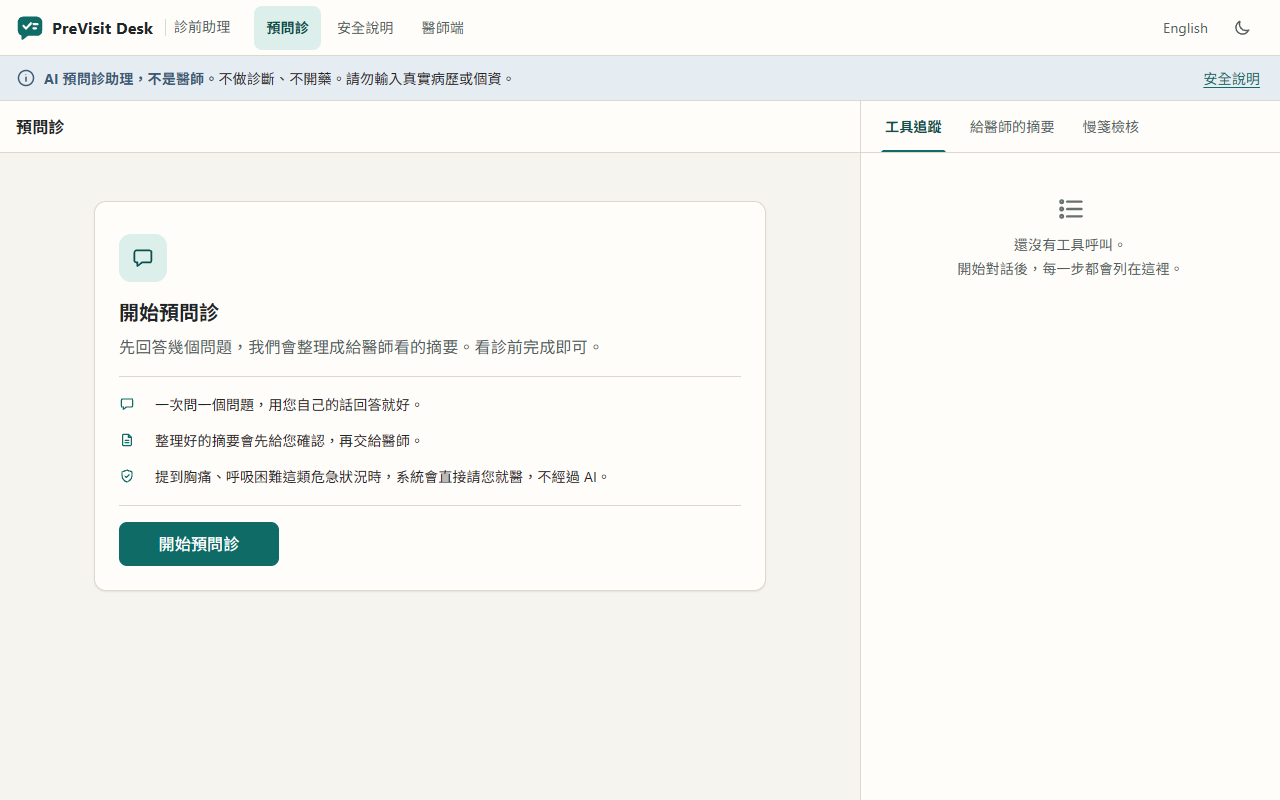 PreVisit Desk 診前助理 預問診 安全說明 醫師端 English
AI 預問診助理，不是醫師。不做診斷、不開藥。請勿輸入真實病歷或個資。 安全說明
預問診
工具追蹤 給醫師的摘要 慢箋檢核
還沒有工具呼叫。
開始對話後，每一步都會列在這裡。
開始預問診
先回答幾個問題，我們會整理成給醫師看的摘要。看診前完成即可。
一次問一個問題，用您自己的話回答就好。
整理好的摘要會先給您確認，再交給醫師。
提到胸痛、呼吸困難這類危急狀況時，系統會直接請您就醫，不經過 AI。
開始預問診